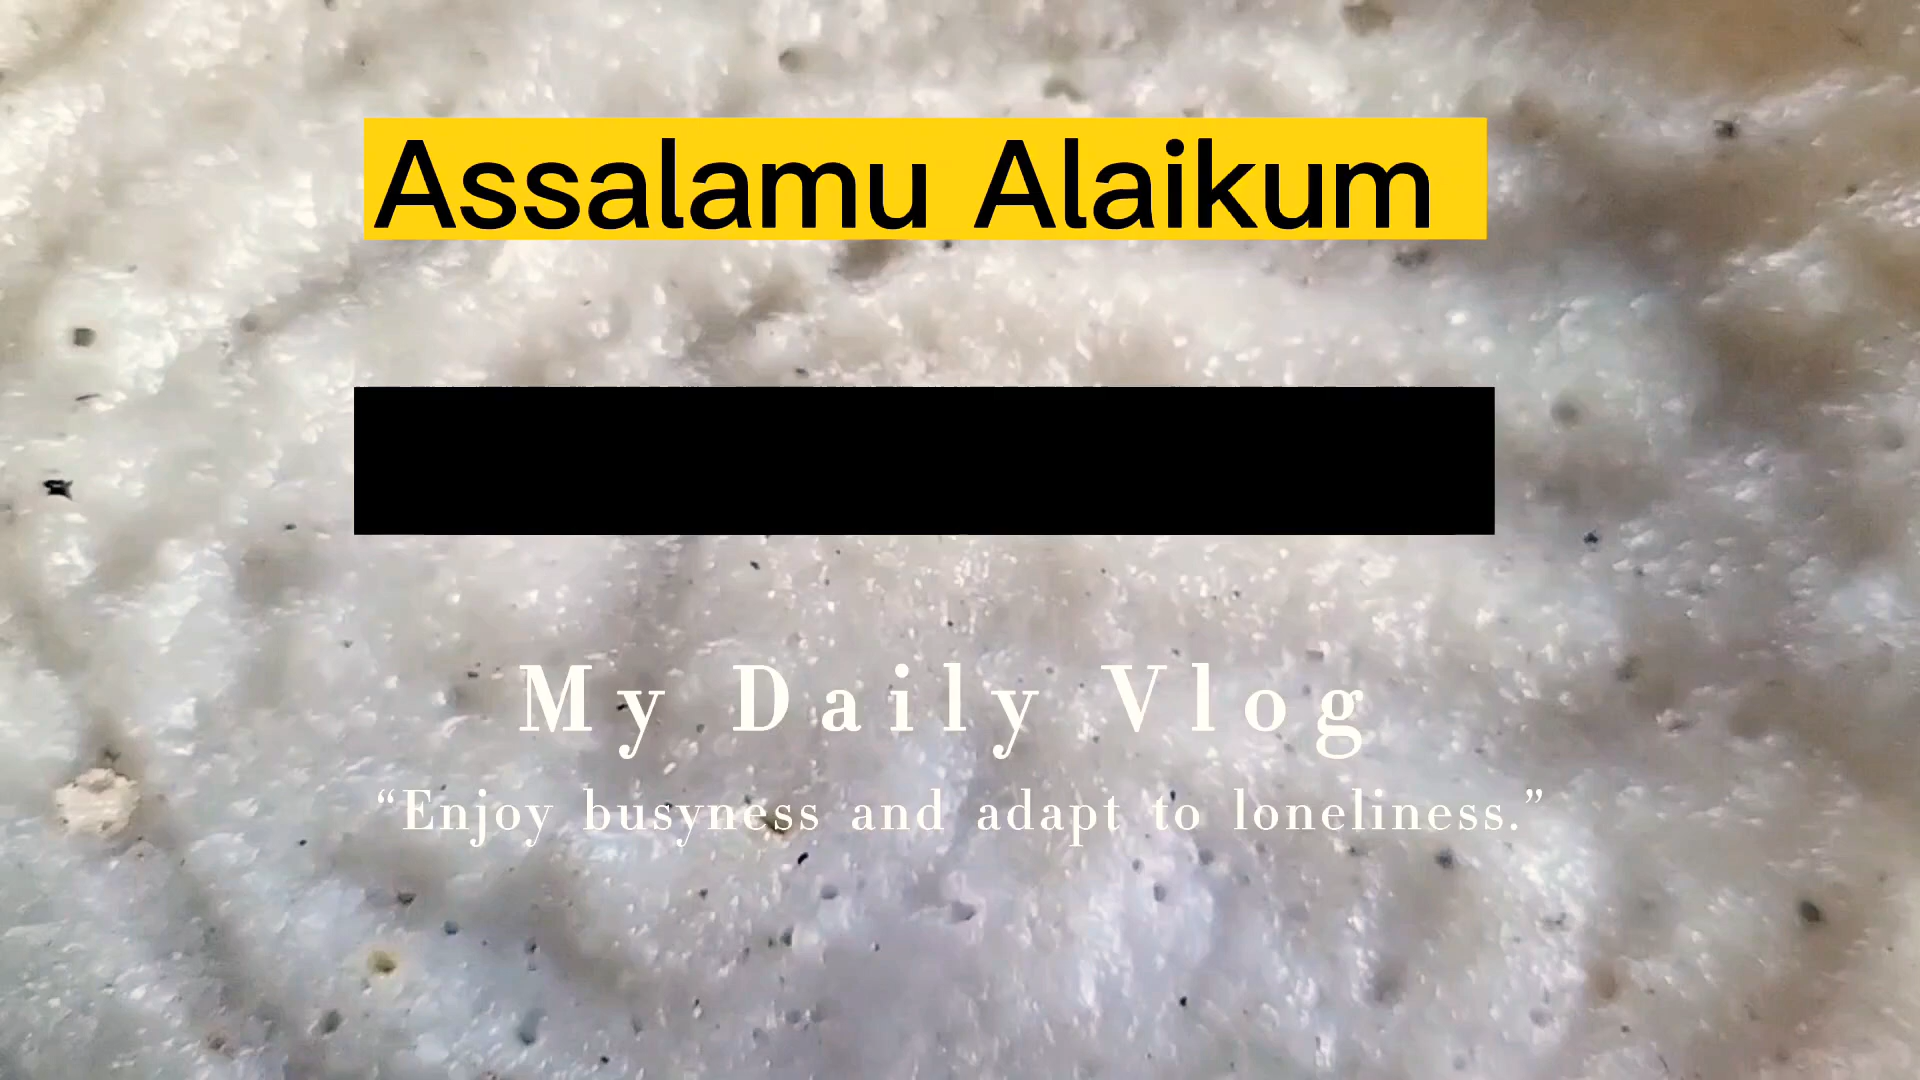 Assalamu Alaikum
My Daily Vlog
“Enjoy busyness and adapt to loneliness.”